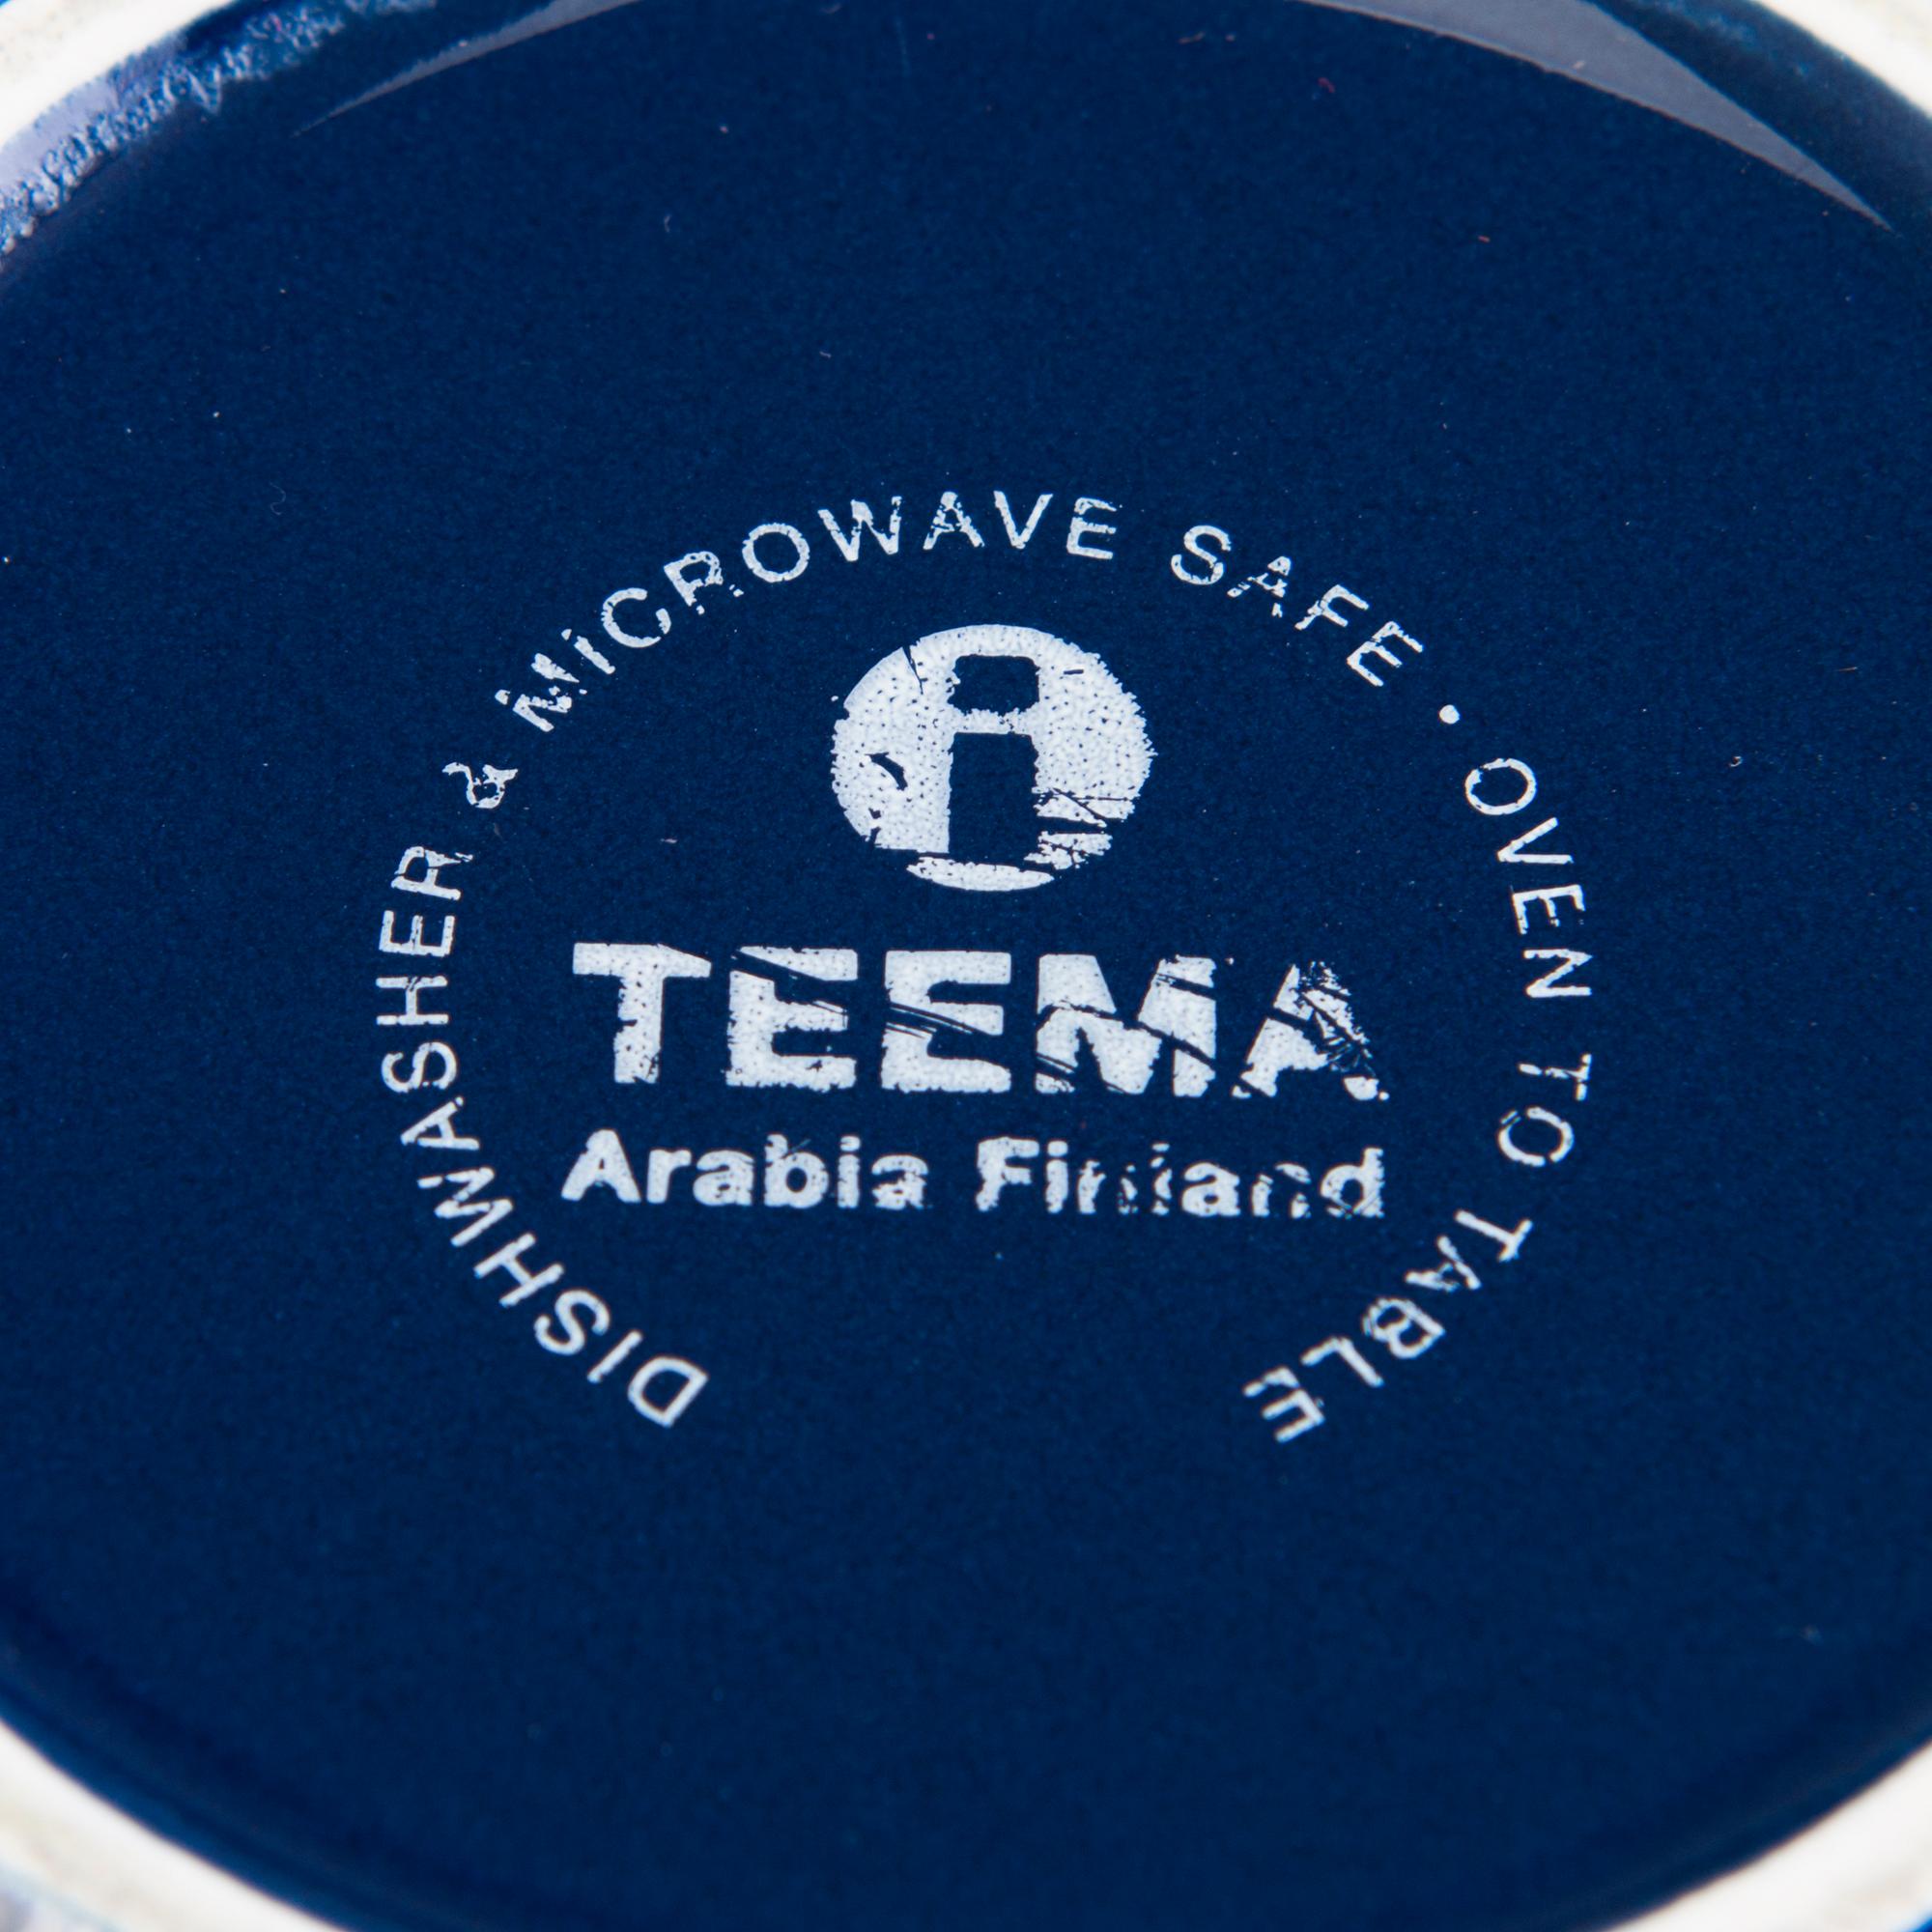 DISHWASHER & MICROWAVE SAFE • OVEN TO TABLE
i
TEEMA
Arabia Finland